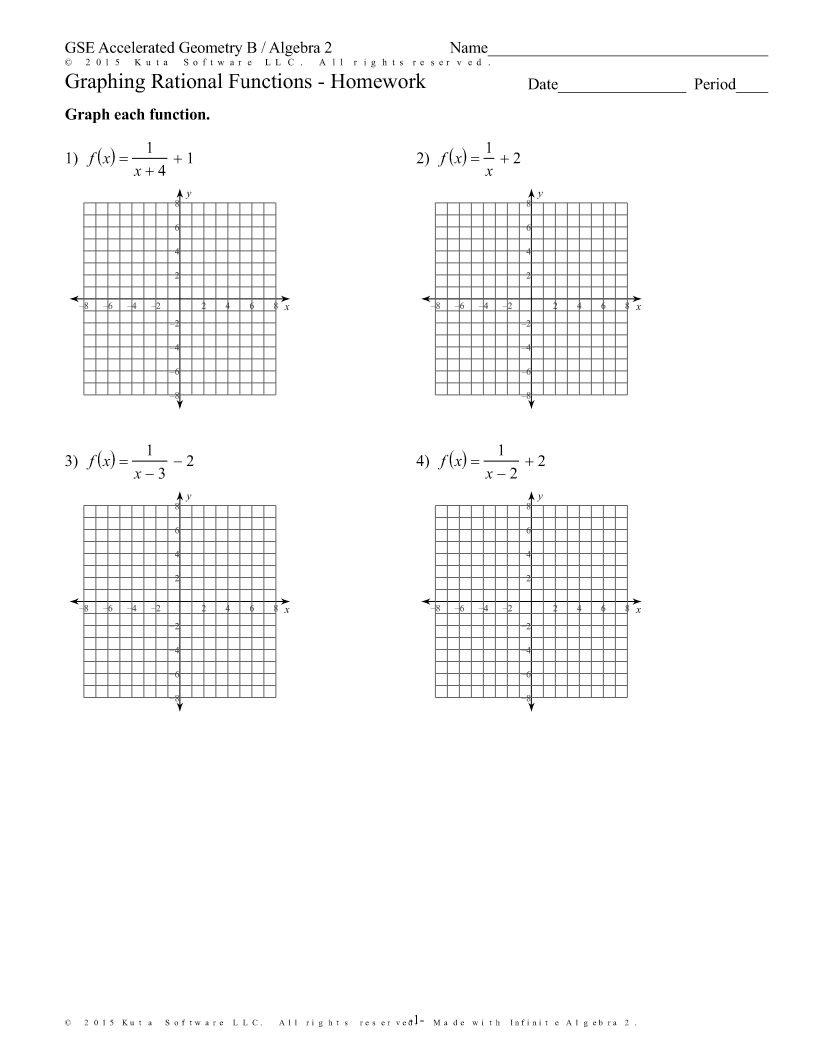 GSE Accelerated Geometry B / Algebra 2 Name___________________________________
© 2015 Kuta Software LLC. All rights reserved.
Graphing Rational Functions - Homework Date________________ Period____
Graph each function.
1) f(x) = 1/(x + 4) + 1 2) f(x) = 1/x + 2
x y −8 −6 −4 −2 2 4 6 8 −8 −6 −4 −2 2 4 6 8
x y −8 −6 −4 −2 2 4 6 8 −8 −6 −4 −2 2 4 6 8
3) f(x) = 1/(x − 3) − 2 4) f(x) = 1/(x − 2) + 2
x y −8 −6 −4 −2 2 4 6 8 −8 −6 −4 −2 2 4 6 8
x y −8 −6 −4 −2 2 4 6 8 −8 −6 −4 −2 2 4 6 8
© 2015 Kuta Software LLC. All rights reserved. -1- Made with Infinite Algebra 2.